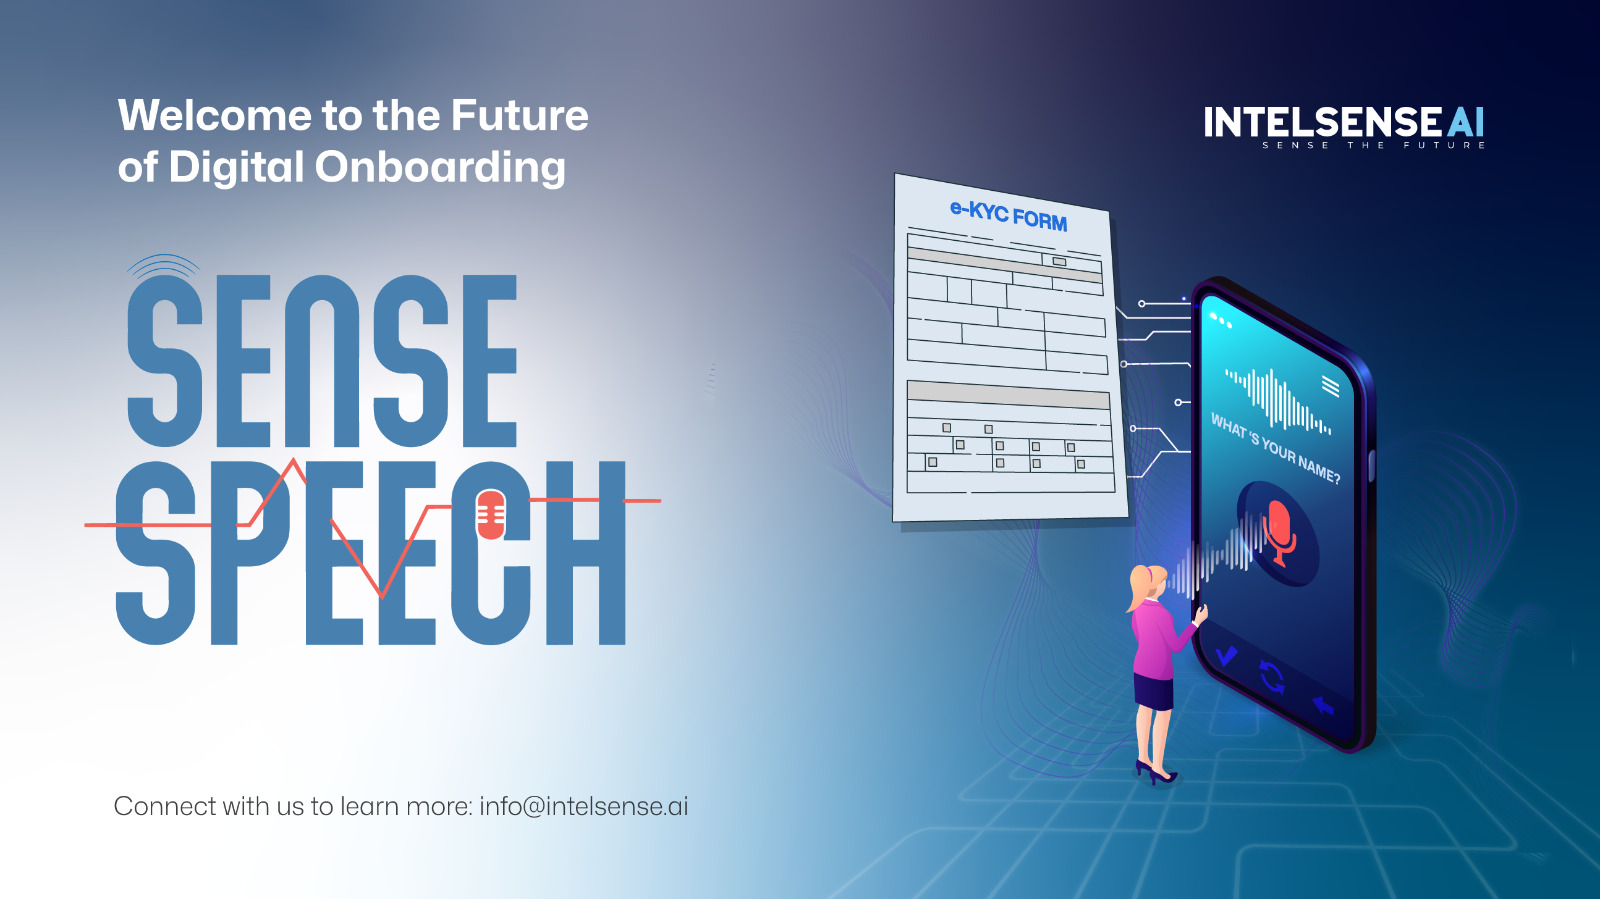 Welcome to the Future
of Digital Onboarding
INTELSENSE AI
SENSE THE FUTURE
SENSE
SPEECH
e-KYC FORM
WHAT'S YOUR NAME?
Connect with us to learn more: info@intelsense.ai